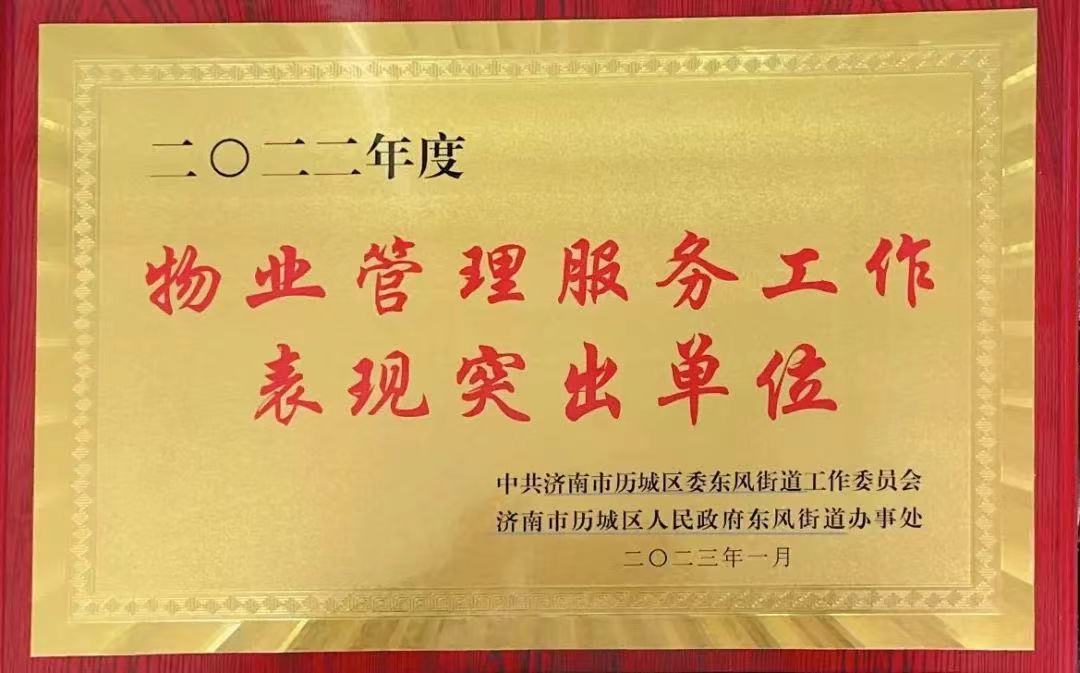 二〇二二年度
物业管理服务工作
表现突出单位
中共济南市历城区委东风街道工作委员会
济南市历城区人民政府东风街道办事处
二〇二三年一月